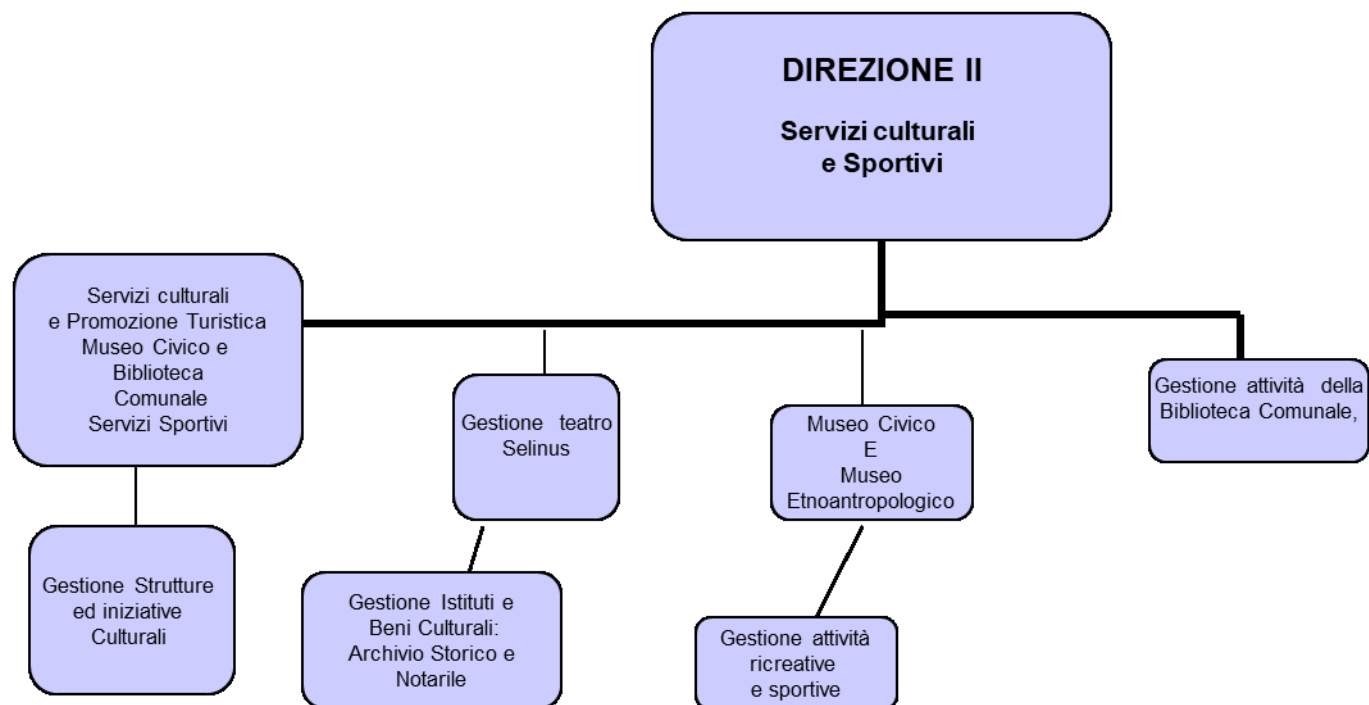 DIREZIONE II
Servizi culturali
e Sportivi
Servizi culturali
e Promozione Turistica
Museo Civico e
Biblioteca
Comunale
Servizi Sportivi
Gestione teatro
Selinus
Museo Civico
E
Museo
Etnoantropologico
Gestione attività della
Biblioteca Comunale,
Gestione Strutture
ed iniziative
Culturali
Gestione Istituti e
Beni Culturali:
Archivio Storico e
Notarile
Gestione attività
ricreative
e sportive